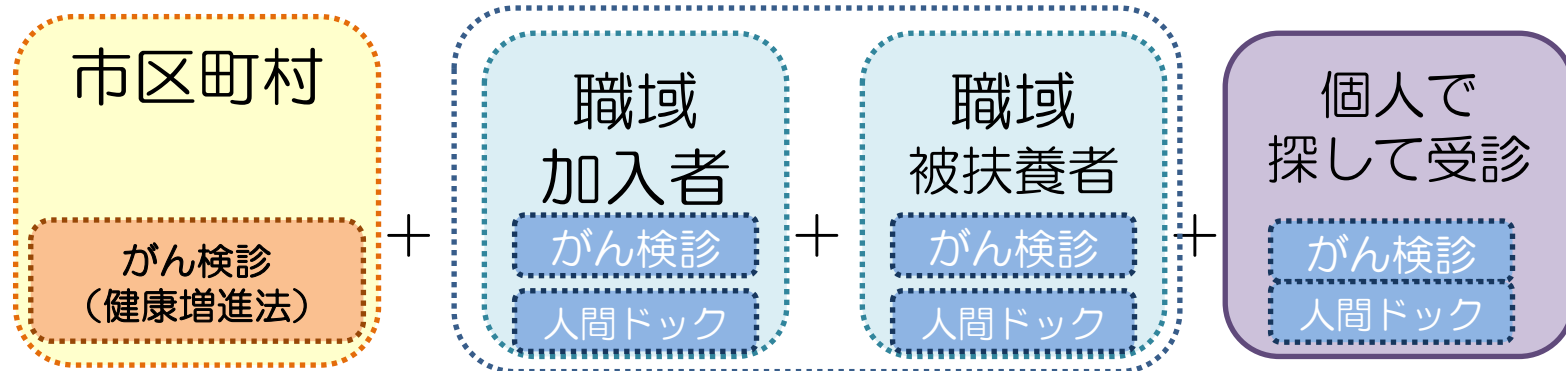 市区町村
がん検診
（健康増進法）
＋
職域
加入者
がん検診
人間ドック
＋
職域
被扶養者
がん検診
人間ドック
＋
個人で
探して受診
がん検診
人間ドック